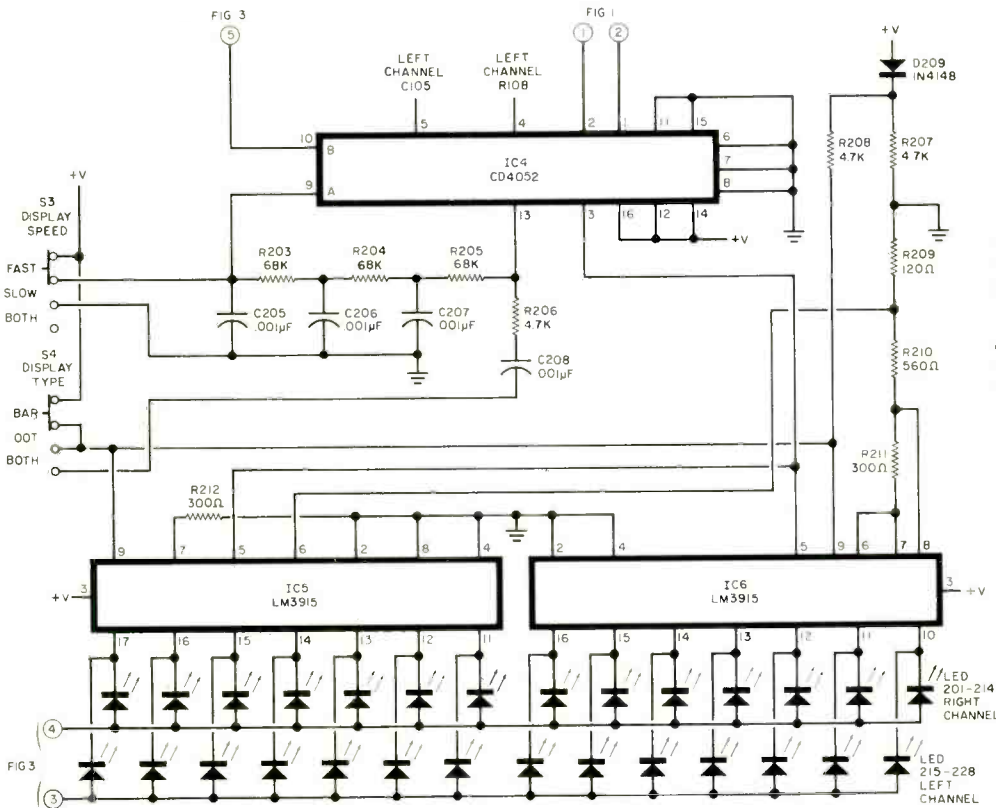 FIG 3
5
FIG 1
1
2
+V
D209
1N4148
LEFT
CHANNEL
C105
LEFT
CHANNEL
R108
5
4
2
1
11
15
10
B
IC4
CD4052
6
7
8
9
A
13
3
16
12
14
+V
R208
4.7K
R207
4.7K
R209
120Ω
R210
560Ω
R211
300Ω
+V
S3
DISPLAY
SPEED
FAST
SLOW
BOTH
R203
68K
R204
68K
R205
68K
C205
.001µF
C206
.001µF
C207
.001µF
R206
4.7K
C208
.001µF
S4
DISPLAY
TYPE
BAR
DOT
BOTH
R212
300Ω
9
7
5
6
2
8
4
2
4
5
9
6
7
8
+V
3
IC5
LM3915
IC6
LM3915
3
+V
17
16
15
14
13
12
11
16
15
14
13
12
11
10
LED
201-214
RIGHT
CHANNEL
4
FIG 3
3
LED
215-228
LEFT
CHANNEL